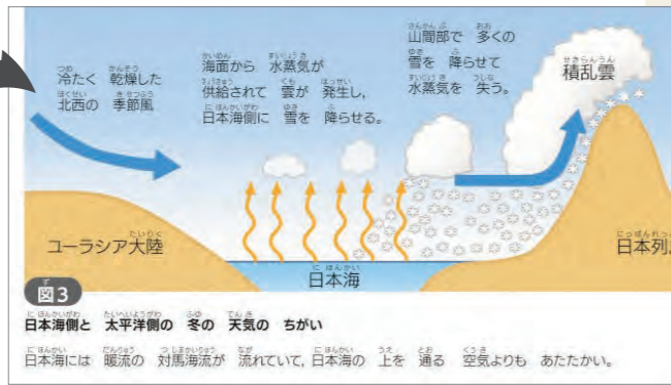 冷たく 乾燥した
北西の 季節風
海面から 水蒸気が
供給されて 雲が 発生し,
日本海側に 雪を 降らせる。
山間部で 多くの
雪を 降らせて
水蒸気を 失う。
積乱雲
ユーラシア大陸
日本海
日本列
図3
日本海側と 太平洋側の 冬の 天気の ちがい
日本海には 暖流の 対馬海流が 流れていて, 日本海の 上を 通る 空気よりも あたたかい。